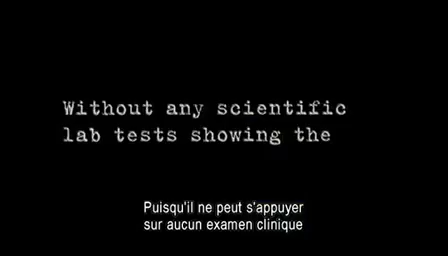 Without any scientific
lab tests showing the
Puisqu'il ne peut s'appuyer
sur aucun examen clinique